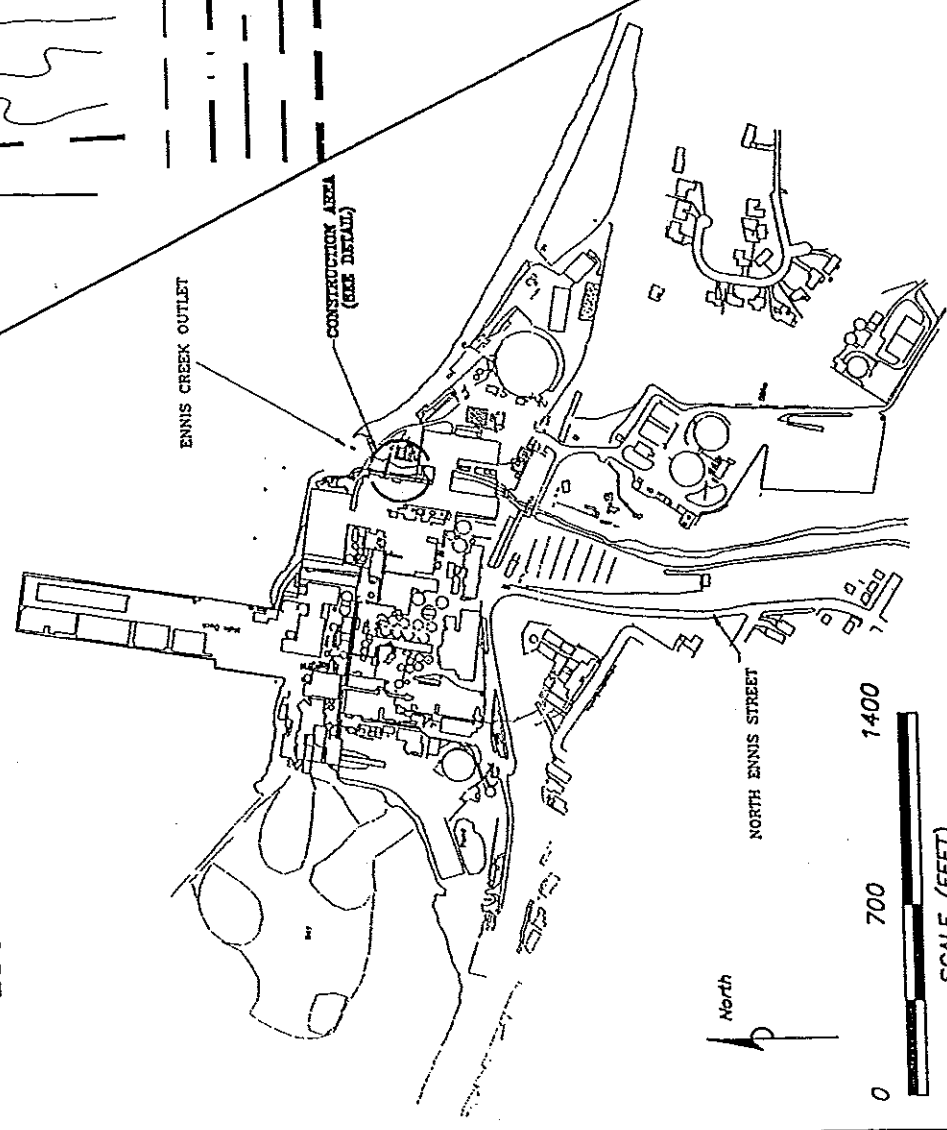 ENNIS CREEK OUTLET
CONSTRUCTION AREA
(SEE DETAIL)
NORTH ENNIS STREET
North
0 700 1400
SCALE (FEET)